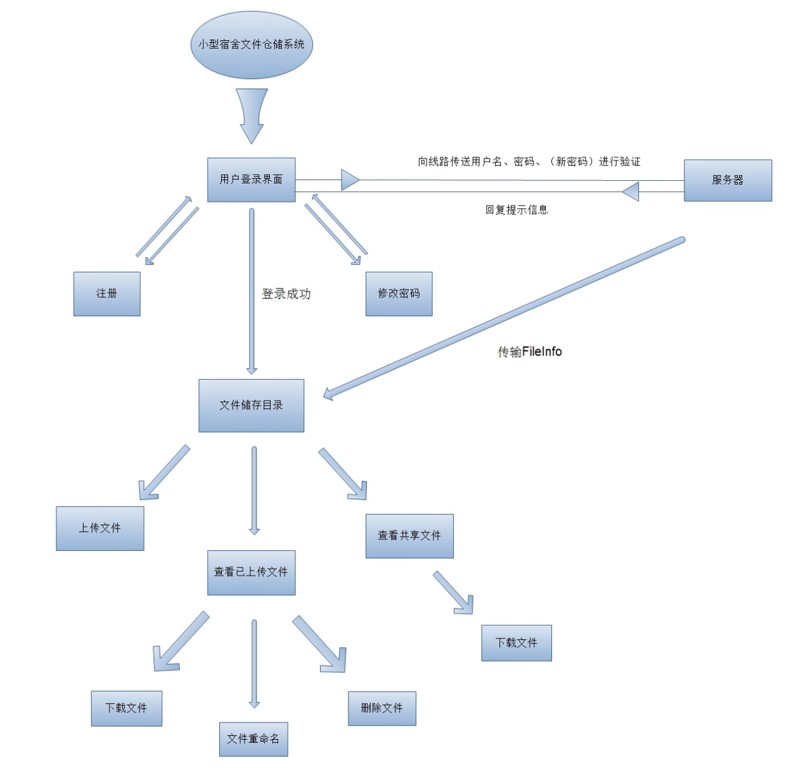 小型宿舍文件仓储系统
向线路传送用户名、密码、（新密码）进行验证
用户登录界面
服务器
回复提示信息
注册
登录成功
修改密码
传输FileInfo
文件储存目录
上传文件
查看共享文件
查看已上传文件
下载文件
下载文件
删除文件
文件重命名